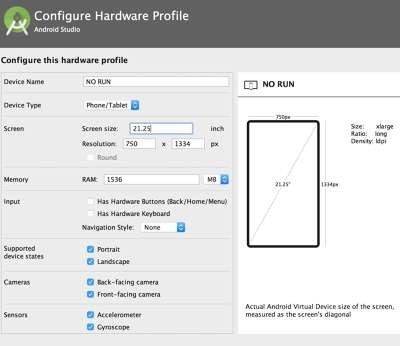 Configure Hardware Profile
Android Studio
Configure this hardware profile
Device Name NO RUN
Device Type Phone/Tablet
Screen Screen size: 21.25 inch
Resolution: 750 x 1334 px
Round
Memory RAM: 1536 MB
Input Has Hardware Buttons (Back/Home/Menu)
Has Hardware Keyboard
Navigation Style: None
Supported
device states
Portrait
Landscape
Cameras Back-facing camera
Front-facing camera
Sensors Accelerometer
Gyroscope
NO RUN
750px
21.25"
1334px
Size: xlarge
Ratio: long
Density: ldpi
Actual Android Virtual Device size of the screen,
measured as the screen's diagonal